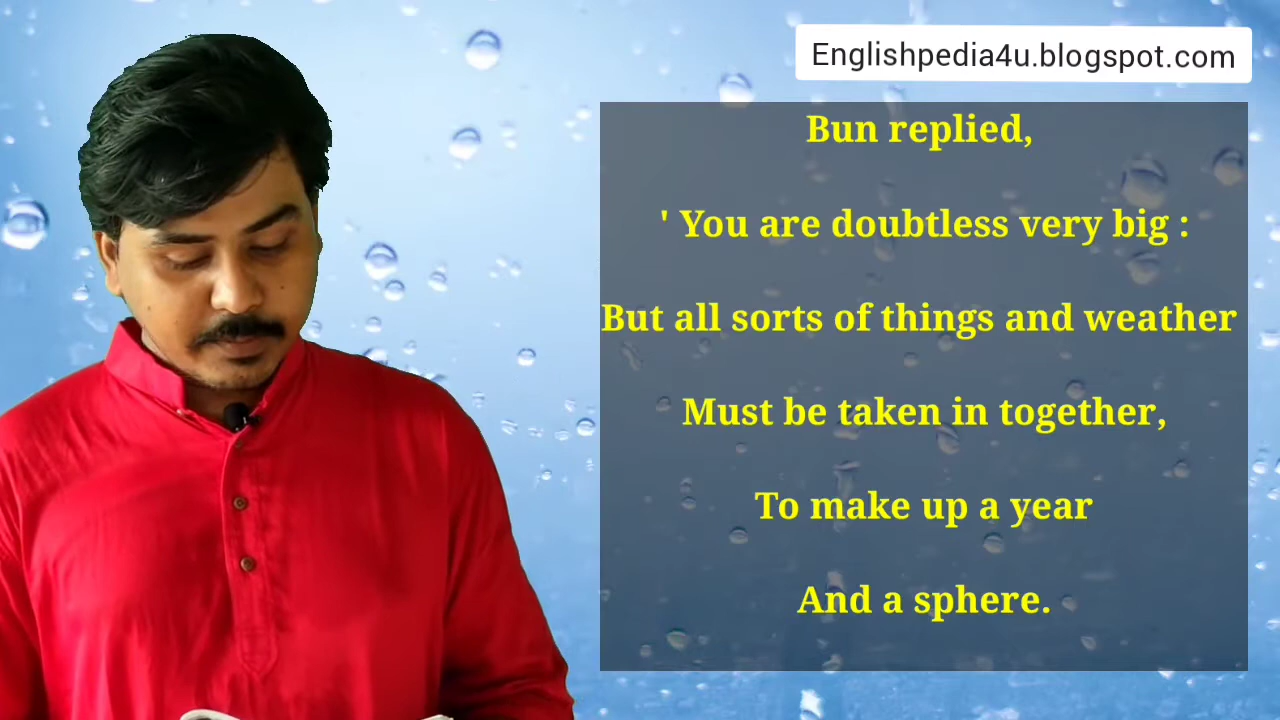 Englishpedia4u.blogspot.com
Bun replied,
' You are doubtless very big :
But all sorts of things and weather
Must be taken in together,
To make up a year
And a sphere.